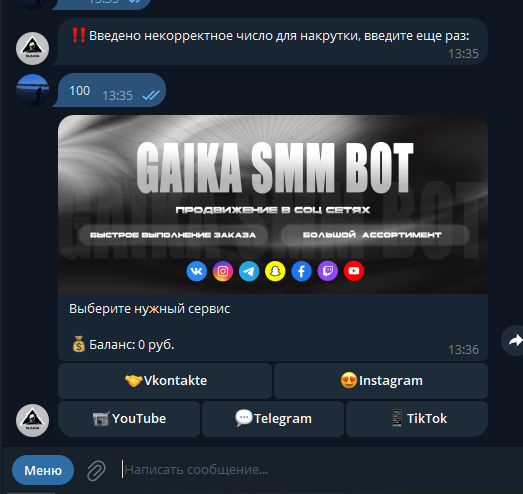 13:35
‼️Введено некорректное число для накрутки, введите еще раз:
13:35
100 13:35
GAIKA SMM BOT
ПРОДВИЖЕНИЕ В СОЦ СЕТЯХ
БЫСТРОЕ ВЫПОЛНЕНИЕ ЗАКАЗА БОЛЬШОЙ АССОРТИМЕНТ
Выберите нужный сервис
💰Баланс: 0 руб.
13:36
🤝Vkontakte 😍Instagram
📹YouTube 💬Telegram 📱TikTok
Меню Написать сообщение...